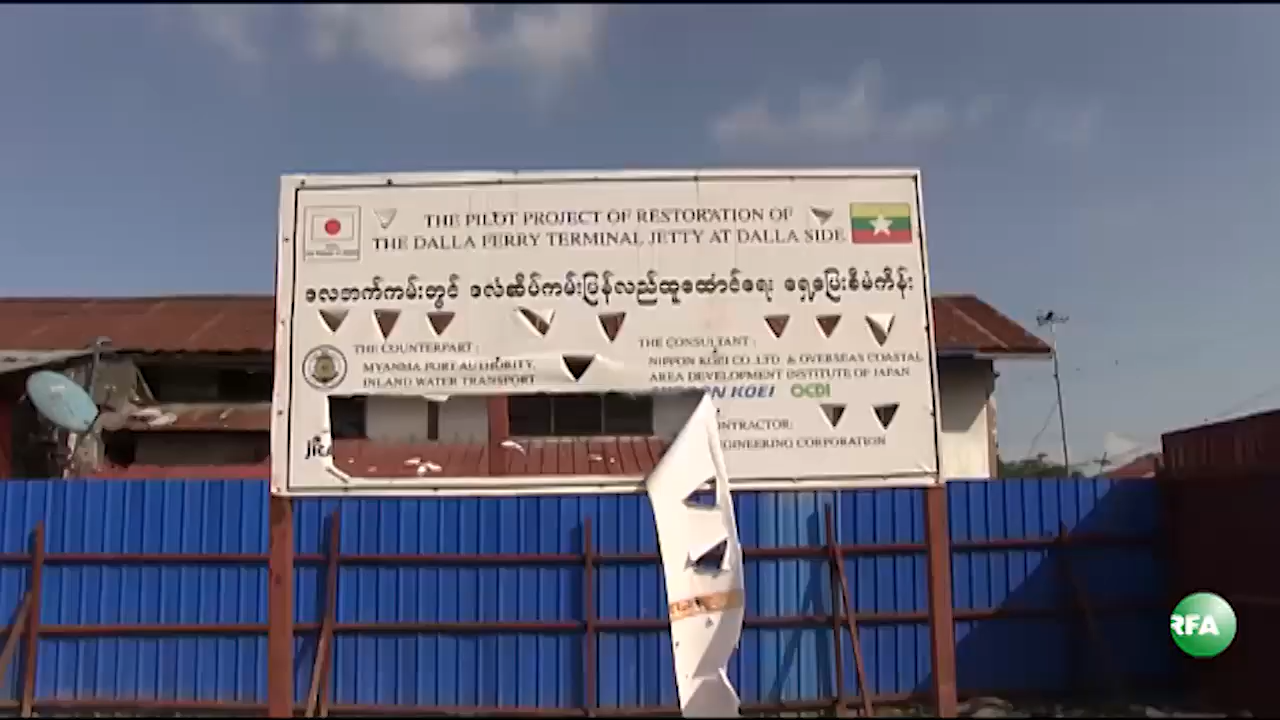 THE PILOT PROJECT OF RESTORATION OF
THE DALLA FERRY TERMINAL JETTY AT DALLA SIDE
ဒလဘက်ကမ်းတွင် ဒလံဆိပ်ကမ်းပြန်လည်ထူထောင်ရေး ရှေ့ပြေးစီမံကိန်း
THE COUNTERPART :
MYANMA PORT AUTHORITY,
INLAND WATER TRANSPORT
THE CONSULTANT :
NIPPON KOEI CO.,LTD & OVERSEAS COASTAL
AREA DEVELOPMENT INSTITUTE OF JAPAN
NIPPON KOEI OCDI
NTRACTOR:
GINEERING CORPORATION
RFA